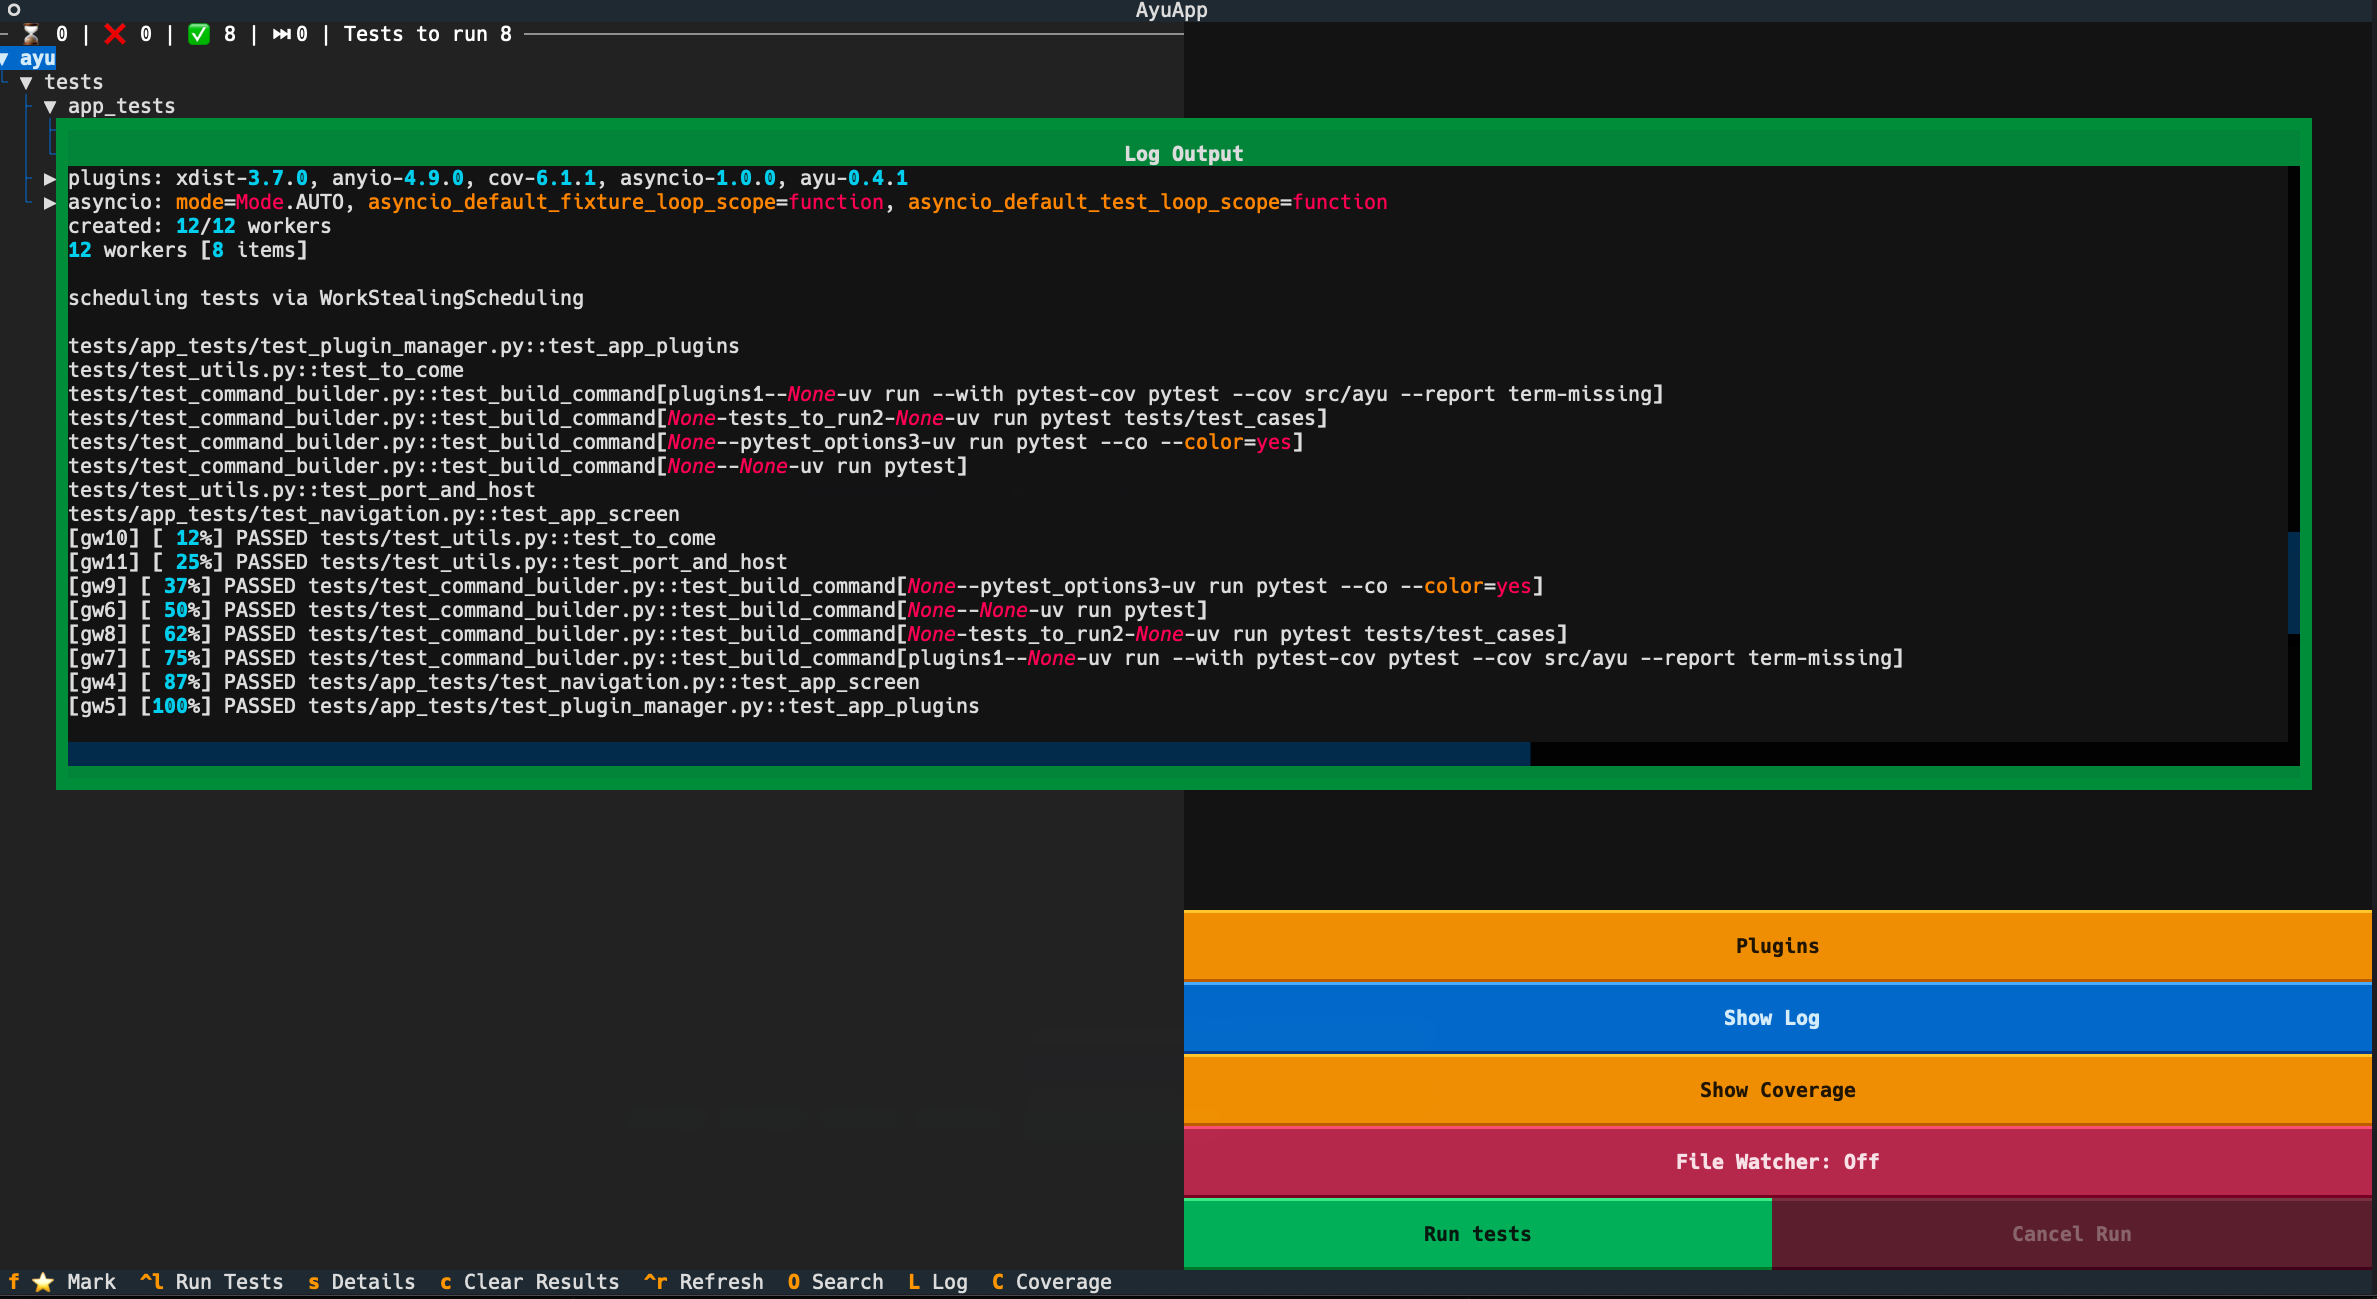 AyuApp
⏳ 0 | ❌ 0 | ✅ 8 | ⏭0 | Tests to run 8
▼ ayu
▼ tests
▼ app_tests
Log Output
plugins: xdist-3.7.0, anyio-4.9.0, cov-6.1.1, asyncio-1.0.0, ayu-0.4.1
asyncio: mode=Mode.AUTO, asyncio_default_fixture_loop_scope=function, asyncio_default_test_loop_scope=function
created: 12/12 workers
12 workers [8 items]
scheduling tests via WorkStealingScheduling
tests/app_tests/test_plugin_manager.py::test_app_plugins
tests/test_utils.py::test_to_come
tests/test_command_builder.py::test_build_command[plugins1--None-uv run --with pytest-cov pytest --cov src/ayu --report term-missing]
tests/test_command_builder.py::test_build_command[None-tests_to_run2-None-uv run pytest tests/test_cases]
tests/test_command_builder.py::test_build_command[None--pytest_options3-uv run pytest --co --color=yes]
tests/test_command_builder.py::test_build_command[None--None-uv run pytest]
tests/test_utils.py::test_port_and_host
tests/app_tests/test_navigation.py::test_app_screen
[gw10] [ 12%] PASSED tests/test_utils.py::test_to_come
[gw11] [ 25%] PASSED tests/test_utils.py::test_port_and_host
[gw9] [ 37%] PASSED tests/test_command_builder.py::test_build_command[None--pytest_options3-uv run pytest --co --color=yes]
[gw6] [ 50%] PASSED tests/test_command_builder.py::test_build_command[None--None-uv run pytest]
[gw8] [ 62%] PASSED tests/test_command_builder.py::test_build_command[None-tests_to_run2-None-uv run pytest tests/test_cases]
[gw7] [ 75%] PASSED tests/test_command_builder.py::test_build_command[plugins1--None-uv run --with pytest-cov pytest --cov src/ayu --report term-missing]
[gw4] [ 87%] PASSED tests/app_tests/test_navigation.py::test_app_screen
[gw5] [100%] PASSED tests/app_tests/test_plugin_manager.py::test_app_plugins
Plugins
Show Log
Show Coverage
File Watcher: Off
Run tests
Cancel Run
f ⭐ Mark ^l Run Tests s Details c Clear Results ^r Refresh O Search L Log C Coverage